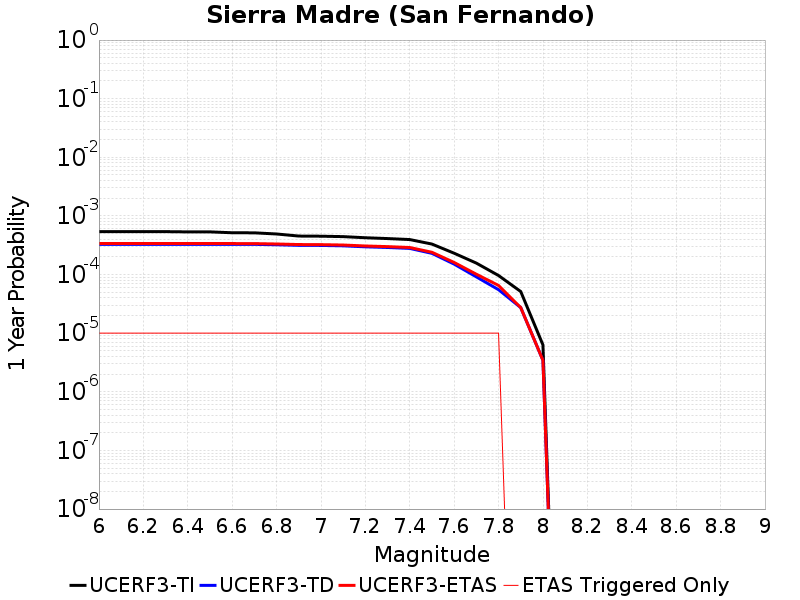 Sierra Madre (San Fernando)
10^0
10^-1
10^-2
10^-3
10^-4
10^-5
10^-6
10^-7
10^-8
1 Year Probability
6 6.2 6.4 6.6 6.8 7 7.2 7.4 7.6 7.8 8 8.2 8.4 8.6 8.8 9
Magnitude
UCERF3-TI UCERF3-TD UCERF3-ETAS ETAS Triggered Only